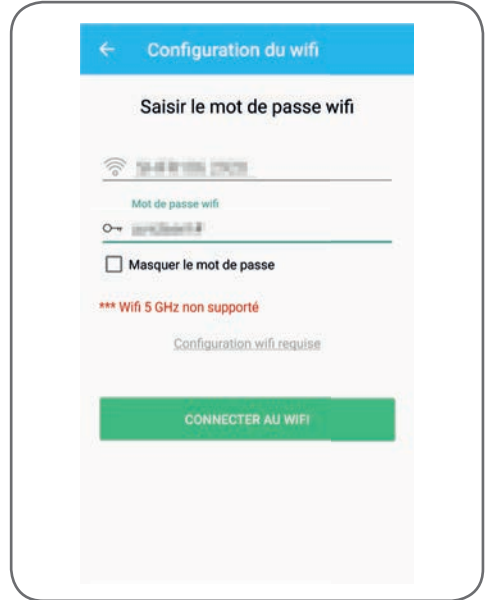 Configuration du wifi
Saisir le mot de passe wifi
Mot de passe wifi
Masquer le mot de passe
*** Wifi 5 GHz non supporté
Configuration wifi requise
CONNECTER AU WIFI